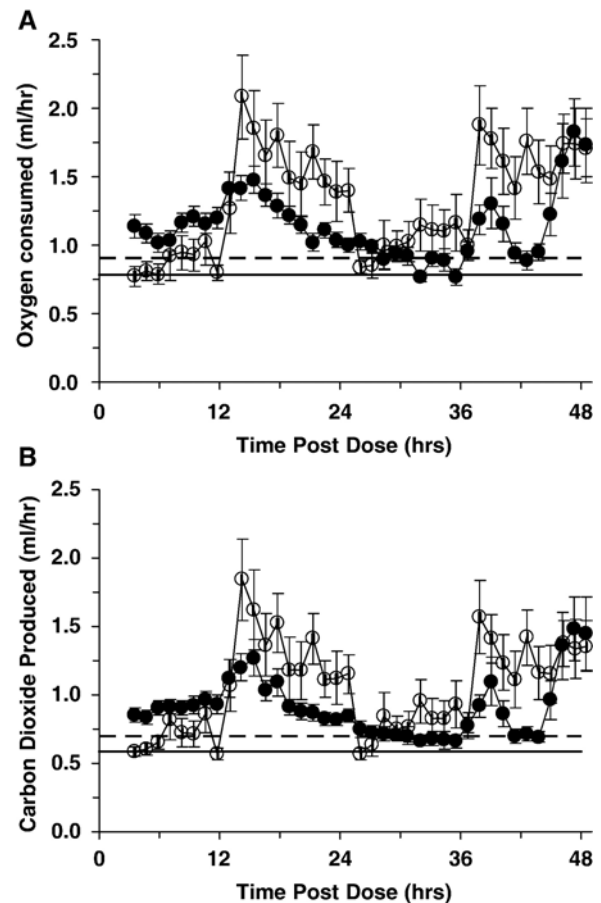 A
Oxygen consumed (ml/hr)
2.5
2.0
1.5
1.0
0.5
0.0
0 12 24 36 48
Time Post Dose (hrs)
B
Carbon Dioxide Produced (ml/hr)
2.5
2.0
1.5
1.0
0.5
0.0
0 12 24 36 48
Time Post Dose (hrs)